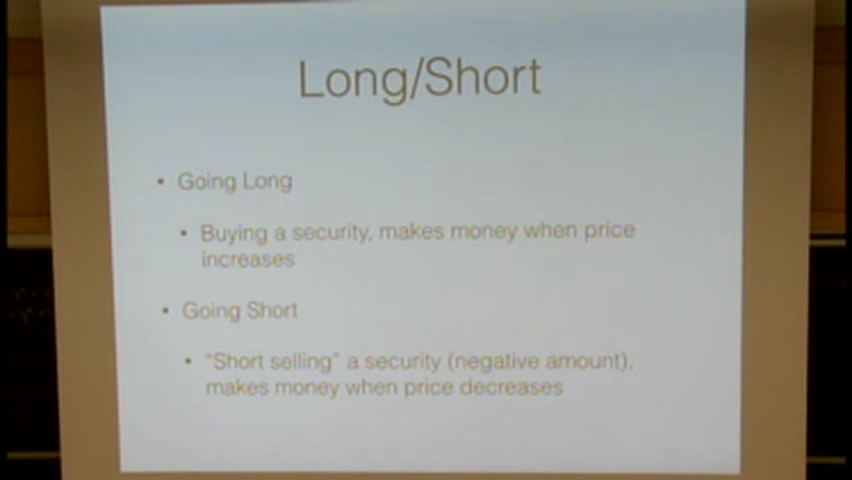 Long/Short
• Going Long
• Buying a security, makes money when price
increases
• Going Short
• "Short selling" a security (negative amount),
makes money when price decreases